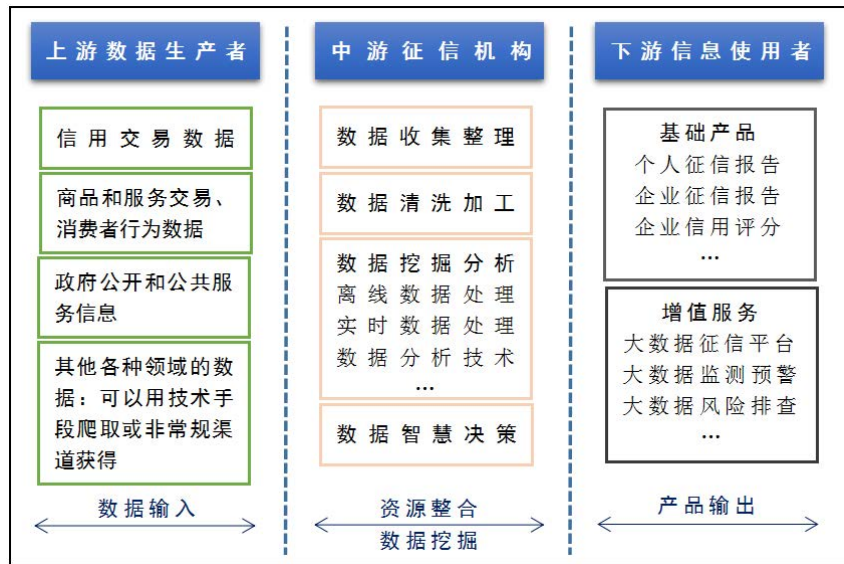 上游数据生产者
信用交易数据
商品和服务交易、
消费者行为数据
政府公开和公共服
务信息
其他各种领域的数
据：可以用技术手
段爬取或非常规渠
道获得
数据输入
中游征信机构
数据收集整理
数据清洗加工
数据挖掘分析
离线数据处理
实时数据处理
数据分析技术
...
数据智慧决策
资源整合
数据挖掘
下游信息使用者
基础产品
个人征信报告
企业征信报告
企业信用评分
...
增值服务
大数据征信平台
大数据监测预警
大数据风险排查
...
产品输出